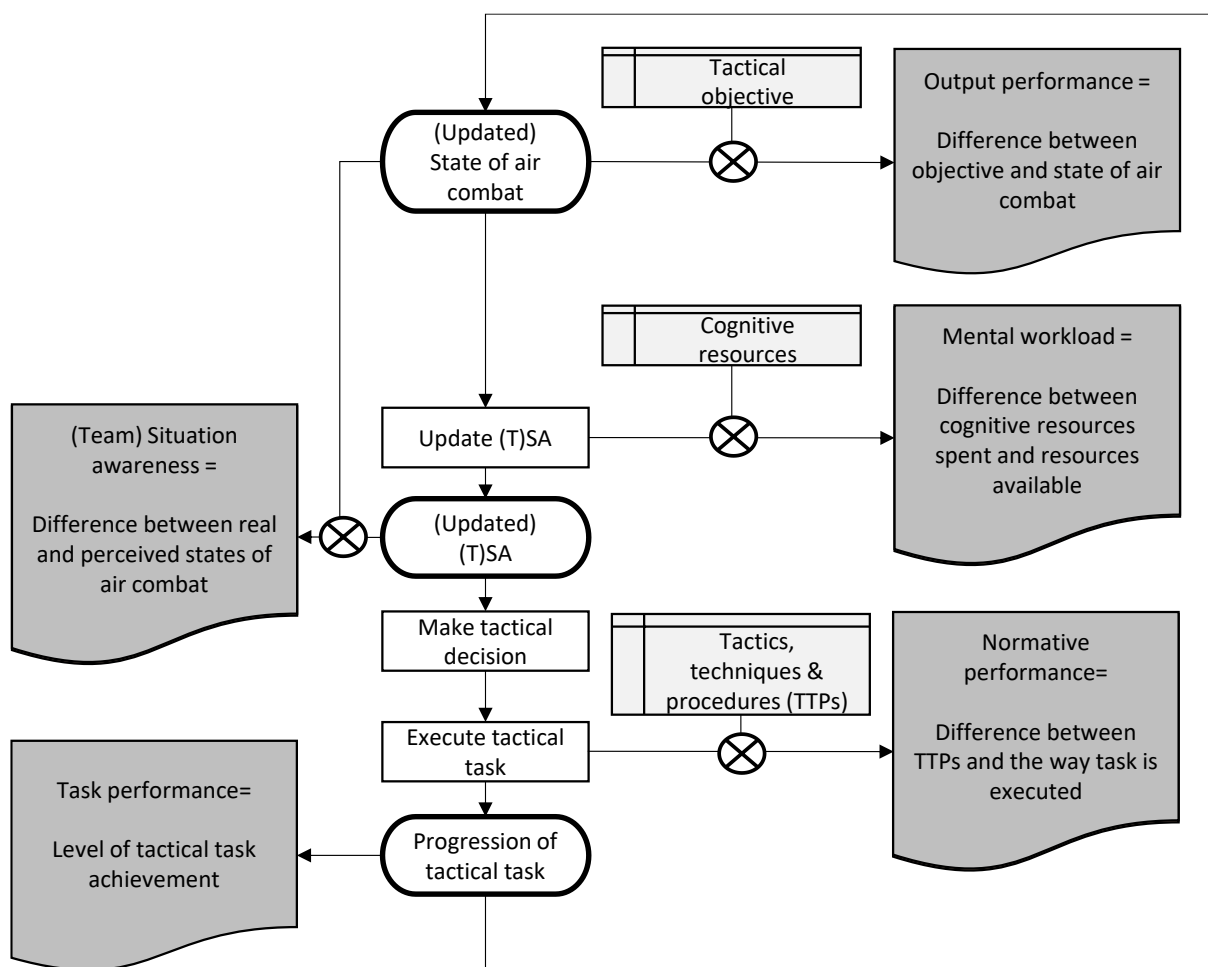 Tactical
objective
Output performance =
Difference between
objective and state of air
combat
(Updated)
State of air
combat
Cognitive
resources
Mental workload =
Difference between
cognitive resources
spent and resources
available
Update (T)SA
(Team) Situation
awareness =
Difference between real
and perceived states of
air combat
(Updated)
(T)SA
Make tactical
decision
Tactics,
techniques &
procedures (TTPs)
Normative
performance=
Difference between
TTPs and the way task is
executed
Execute tactical
task
Task performance=
Level of tactical task
achievement
Progression of
tactical task